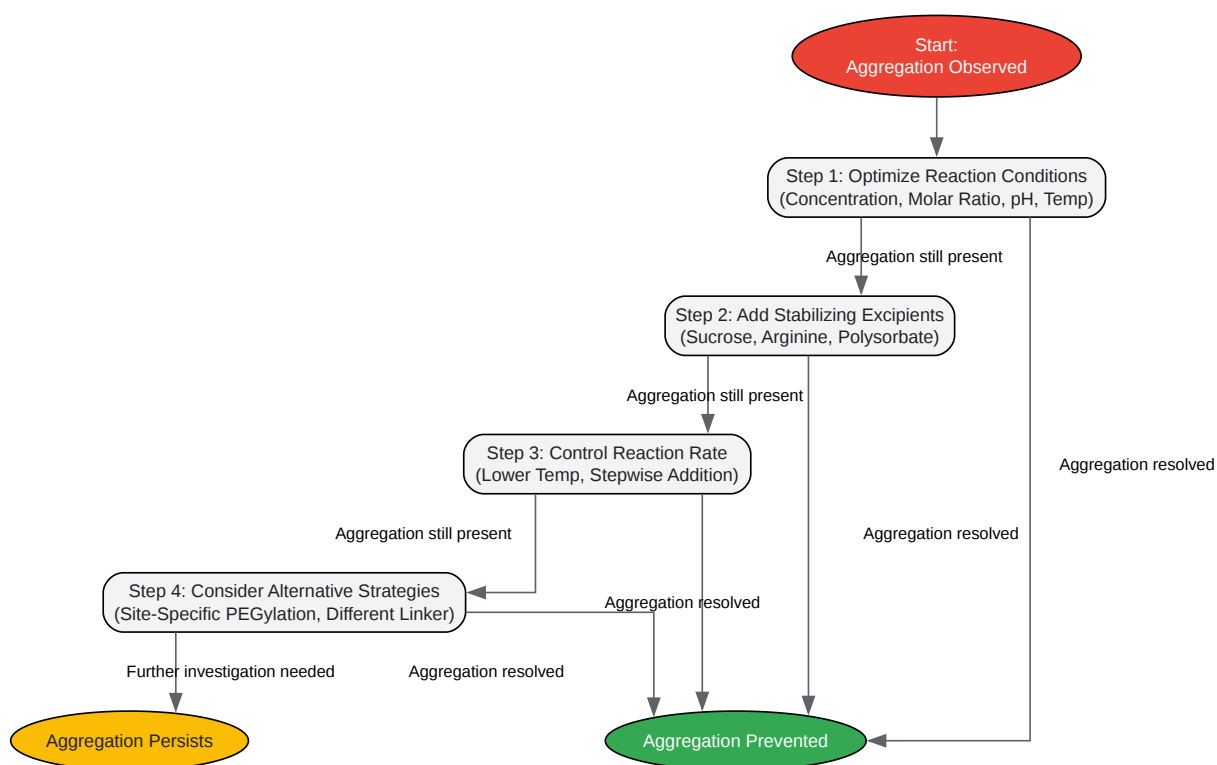 Start:
Aggregation Observed
Step 1: Optimize Reaction Conditions
(Concentration, Molar Ratio, pH, Temp)
Aggregation still present
Step 2: Add Stabilizing Excipients
(Sucrose, Arginine, Polysorbate)
Aggregation still present
Step 3: Control Reaction Rate
(Lower Temp, Stepwise Addition)
Aggregation resolved
Aggregation still present
Aggregation resolved
Step 4: Consider Alternative Strategies
(Site-Specific PEGylation, Different Linker)
Aggregation resolved
Further investigation needed
Aggregation resolved
Aggregation Persists
Aggregation Prevented